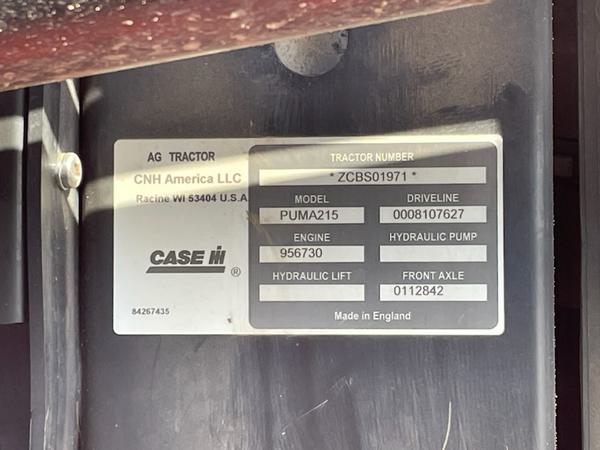 AG TRACTOR
CNH America LLC
Racine WI 53404 U.S.A
CASE IH
®
84267435
TRACTOR NUMBER
* ZCBS01971 *
MODEL DRIVELINE
PUMA215 0008107627
ENGINE HYDRAULIC PUMP
956730
HYDRAULIC LIFT FRONT AXLE
0112842
Made in England